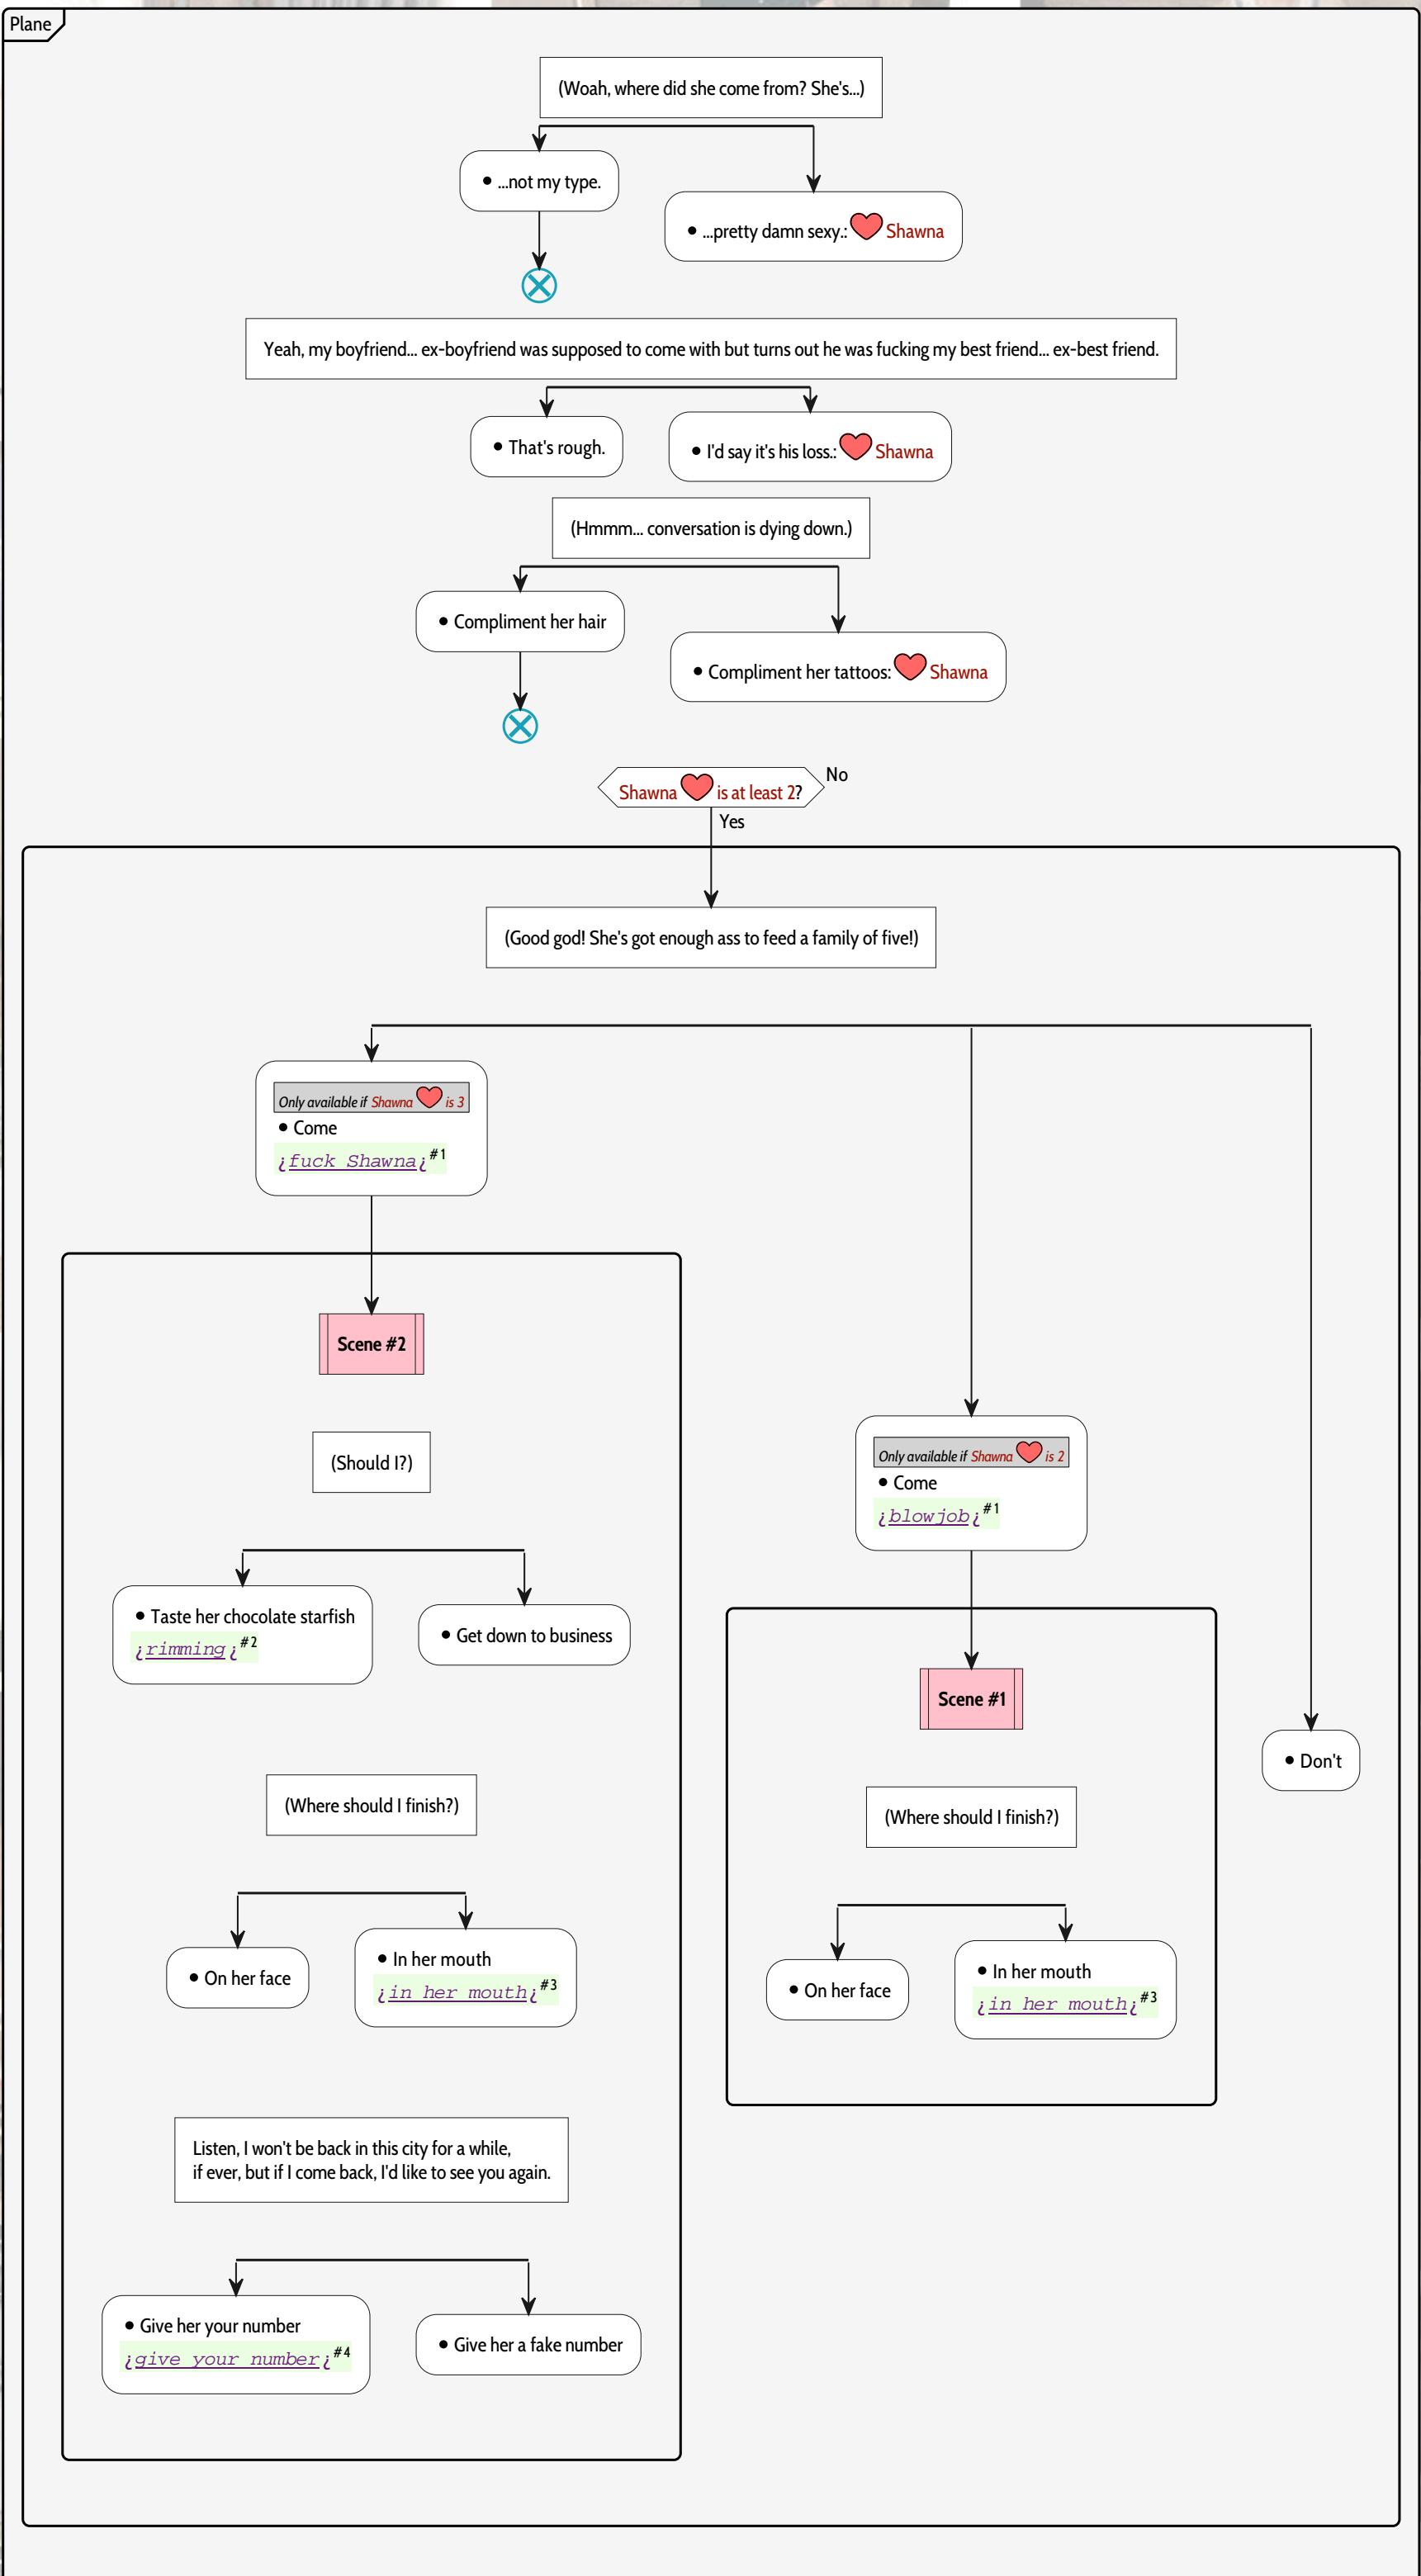 Plane
(Woah, where did she come from? She's...)
• ...not my type.
• ...pretty damn sexy.: Shawna
Yeah, my boyfriend... ex-boyfriend was supposed to come with but turns out he was fucking my best friend... ex-best friend.
• That's rough.
• I'd say it's his loss.: Shawna
(Hmmm... conversation is dying down.)
• Compliment her hair
• Compliment her tattoos: Shawna
Shawna is at least 2?
No
Yes
(Good god! She's got enough ass to feed a family of five!)
Only available if Shawna is 3
• Come
¿fuck Shawna¿#1
Scene #2
(Should I?)
• Taste her chocolate starfish
¿rimming¿#2
• Get down to business
(Where should I finish?)
• On her face
• In her mouth
¿in her mouth¿#3
Listen, I won't be back in this city for a while,
if ever, but if I come back, I'd like to see you again.
• Give her your number
¿give your number¿#4
• Give her a fake number
Only available if Shawna is 2
• Come
¿blowjob¿#1
Scene #1
(Where should I finish?)
• On her face
• In her mouth
¿in her mouth¿#3
• Don't